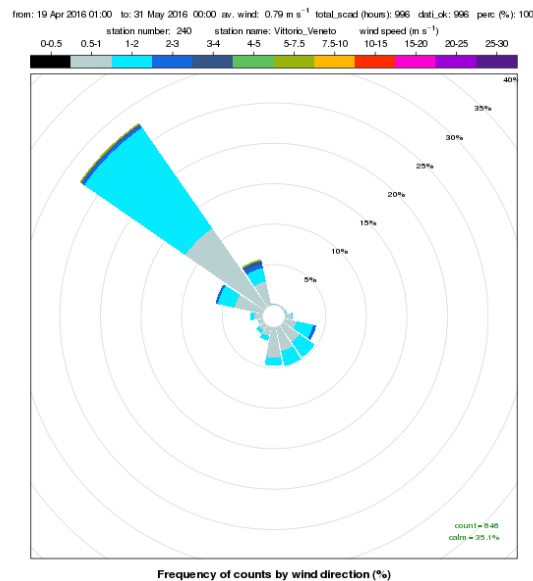 from: 19 Apr 2016 01:00 to: 31 May 2016 00:00 av. wind: 0.79 m s⁻¹ total_scad (hours): 996 dati_ok: 996 perc (%): 100
station number: 240 station name: Vittorio_Veneto wind speed (m s⁻¹)
0-0.5 0.5-1 1-2 2-3 3-4 4-5 5-7.5 7.5-10 10-15 15-20 20-25 25-30
40%
35%
30%
25%
20%
15%
10%
5%
count=646
calm=35.1%
Frequency of counts by wind direction (%)